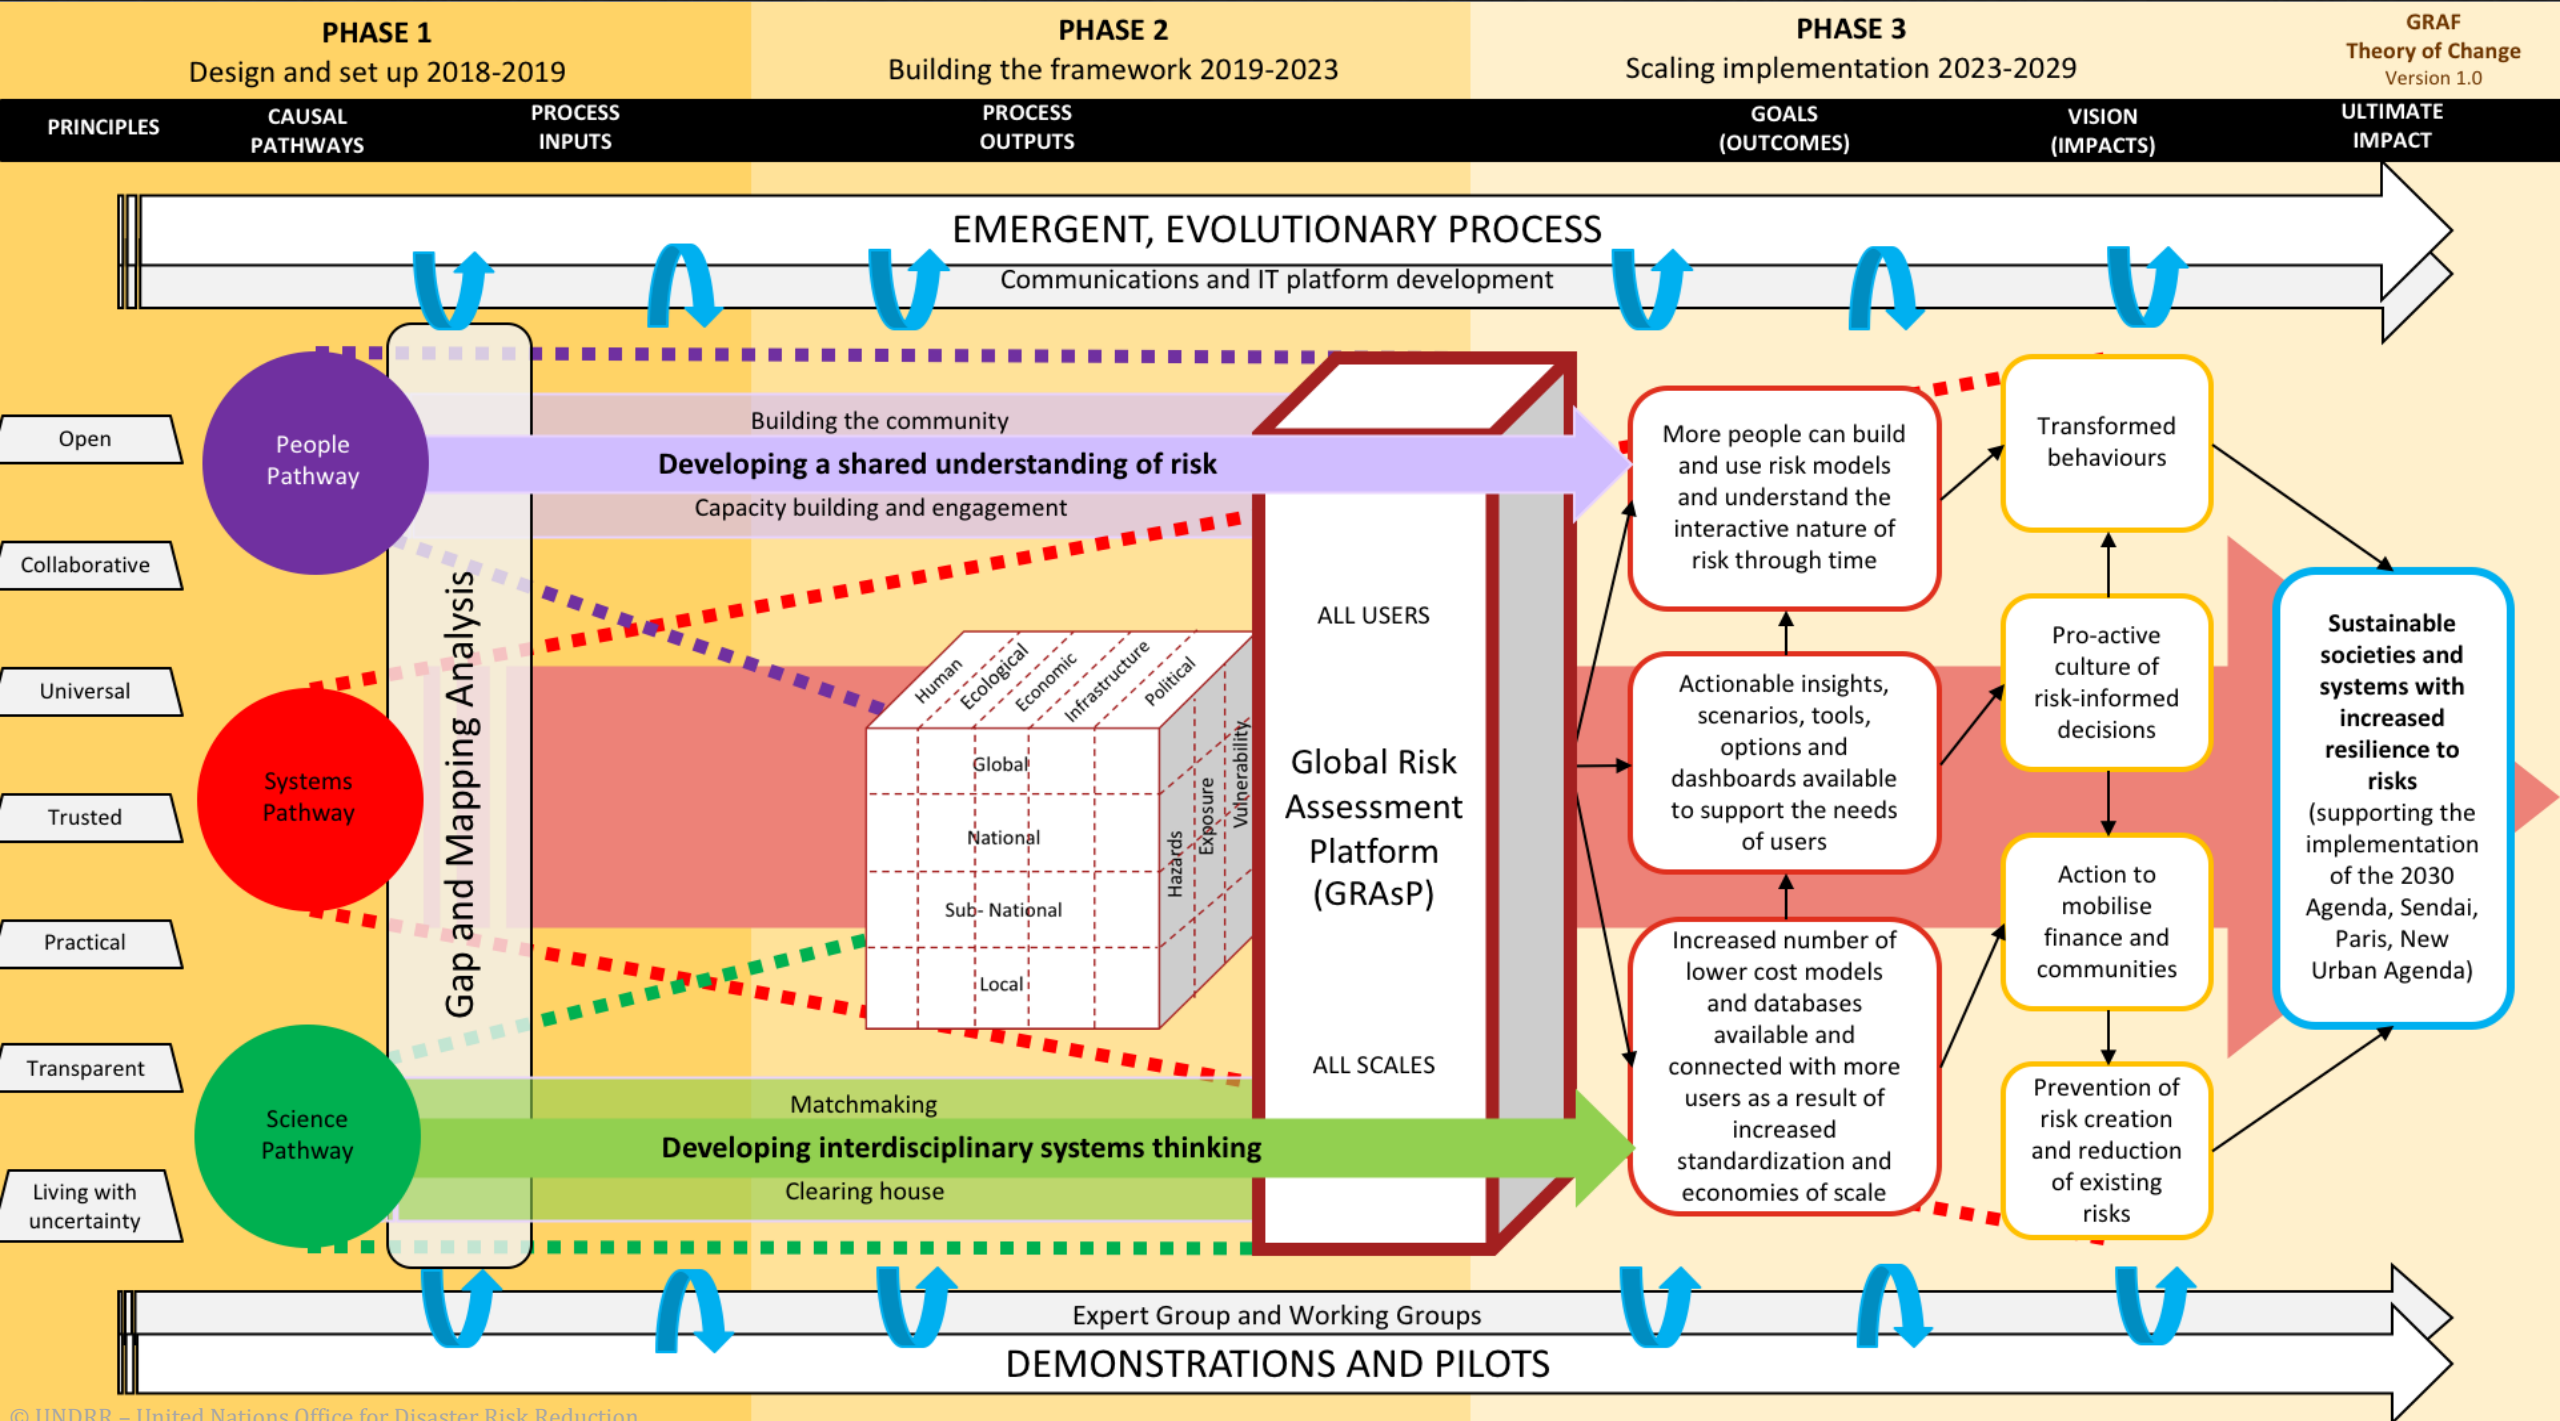 PHASE 1
Design and set up 2018-2019
PHASE 2
Building the framework 2019-2023
PHASE 3
Scaling implementation 2023-2029
GRAF
Theory of Change
Version 1.0
PRINCIPLES
CAUSAL
PATHWAYS
PROCESS
INPUTS
PROCESS
OUTPUTS
GOALS
(OUTCOMES)
VISION
(IMPACTS)
ULTIMATE
IMPACT
EMERGENT, EVOLUTIONARY PROCESS
Communications and IT platform development
Open
Collaborative
Universal
Trusted
Practical
Transparent
Living with
uncertainty
People
Pathway
Systems
Pathway
Science
Pathway
Gap and Mapping Analysis
Building the community
Developing a shared understanding of risk
Capacity building and engagement
Human
Ecological
Economic
Infrastructure
Political
Global
National
Sub- National
Local
Hazards
Exposure
Vulnerability
Matchmaking
Developing interdisciplinary systems thinking
Clearing house
ALL USERS
Global Risk
Assessment
Platform
(GRAsP)
ALL SCALES
More people can build
and use risk models
and understand the
interactive nature of
risk through time
Actionable insights,
scenarios, tools,
options and
dashboards available
to support the needs
of users
Increased number of
lower cost models
and databases
available and
connected with more
users as a result of
increased
standardization and
economies of scale
Transformed
behaviours
Pro-active
culture of
risk-informed
decisions
Action to
mobilise
finance and
communities
Prevention of
risk creation
and reduction
of existing
risks
Sustainable
societies and
systems with
increased
resilience to
risks
(supporting the
implementation
of the 2030
Agenda, Sendai,
Paris, New
Urban Agenda)
Expert Group and Working Groups
DEMONSTRATIONS AND PILOTS
© UNDRR – United Nations Office for Disaster Risk Reduction